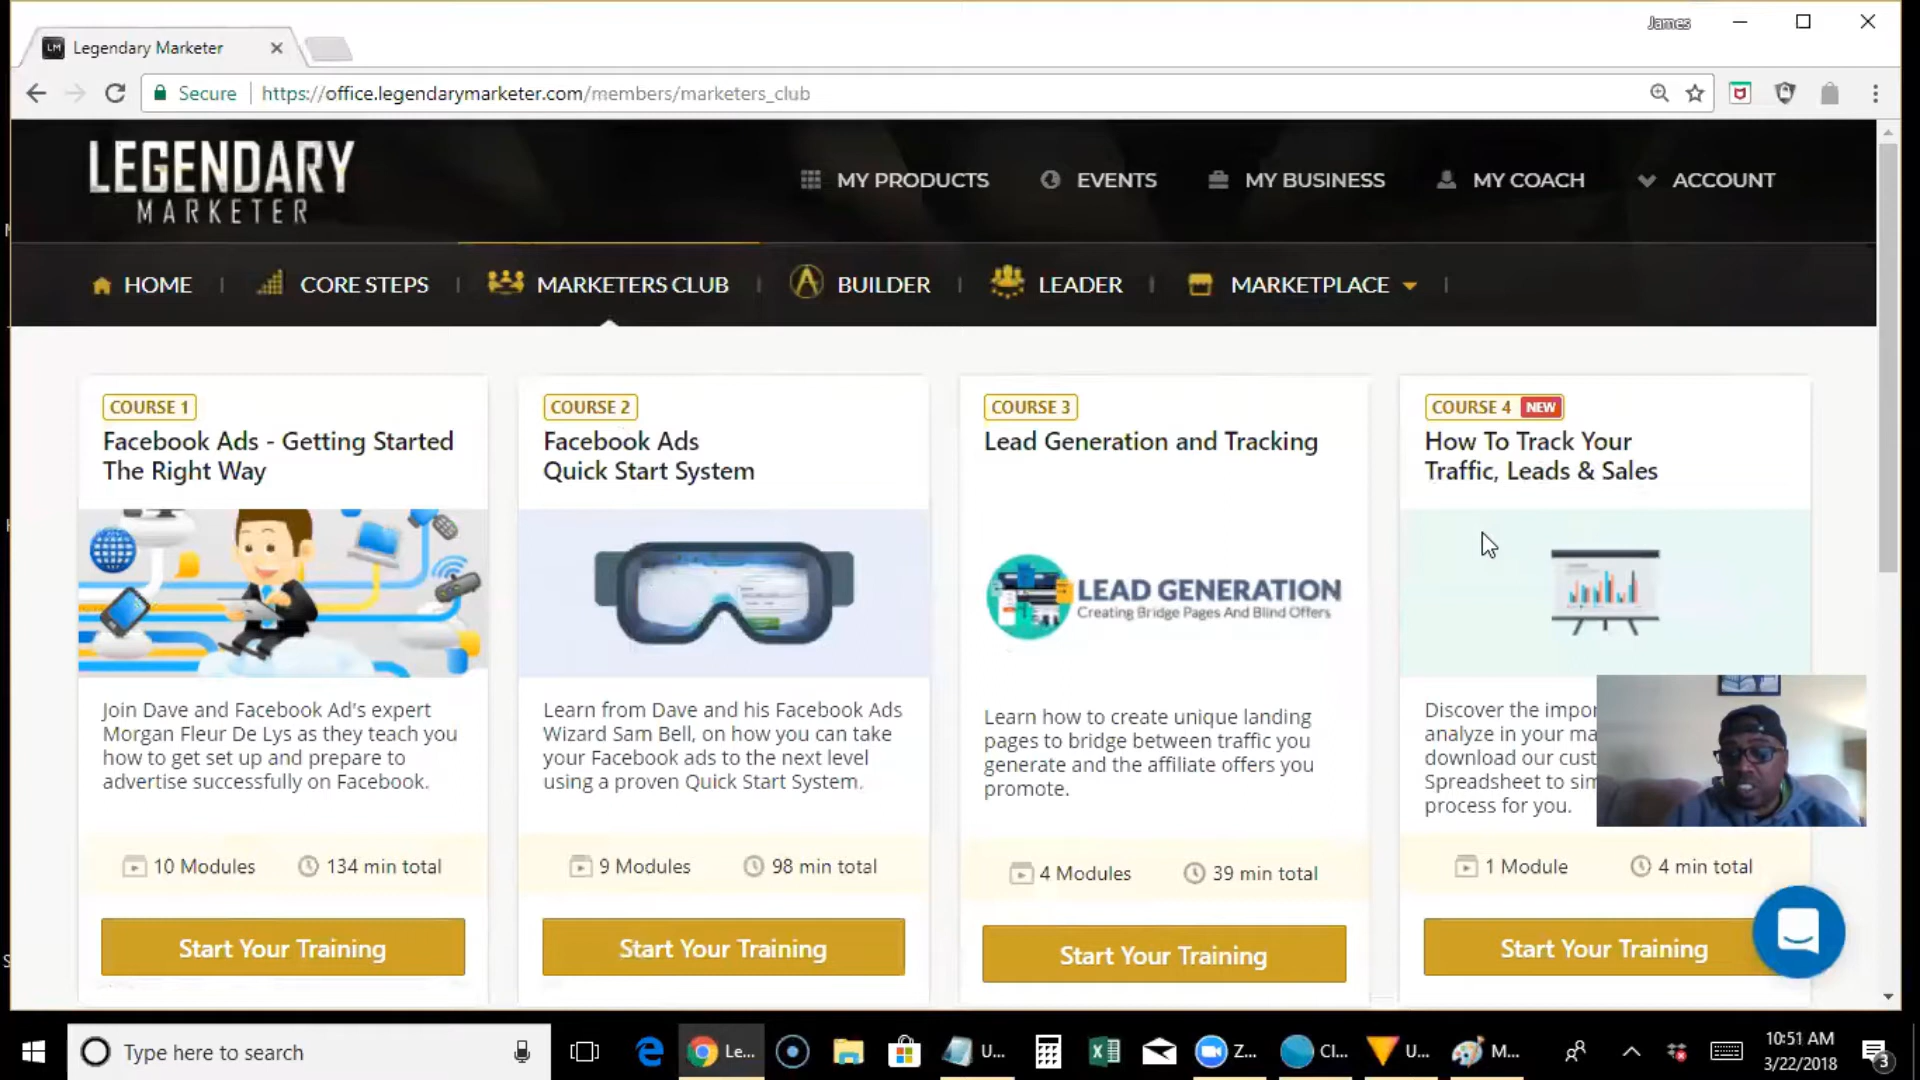 James
Legendary Marketer
Secure
https://office.legendarymarketer.com/members/marketers_club
LEGENDARY
MARKETER
MY PRODUCTS
EVENTS
MY BUSINESS
MY COACH
ACCOUNT
HOME
CORE STEPS
MARKETERS CLUB
BUILDER
LEADER
MARKETPLACE
COURSE 1
Facebook Ads - Getting Started
The Right Way
Join Dave and Facebook Ad's expert
Morgan Fleur De Lys as they teach you
how to get set up and prepare to
advertise successfully on Facebook.
10 Modules
134 min total
Start Your Training
COURSE 2
Facebook Ads
Quick Start System
Learn from Dave and his Facebook Ads
Wizard Sam Bell, on how you can take
your Facebook ads to the next level
using a proven Quick Start System.
9 Modules
98 min total
Start Your Training
COURSE 3
Lead Generation and Tracking
LEAD GENERATION
Creating Bridge Pages And Blind Offers
Learn how to create unique landing
pages to bridge between traffic you
generate and the affiliate offers you
promote.
4 Modules
39 min total
Start Your Training
COURSE 4 NEW
How To Track Your
Traffic, Leads & Sales
Discover the impor
analyze in your ma
download our cust
Spreadsheet to sim
process for you.
1 Module
4 min total
Start Your Training
Type here to search
Le...
U...
Z...
Cl...
U...
M...
10:51 AM
3/22/2018
3